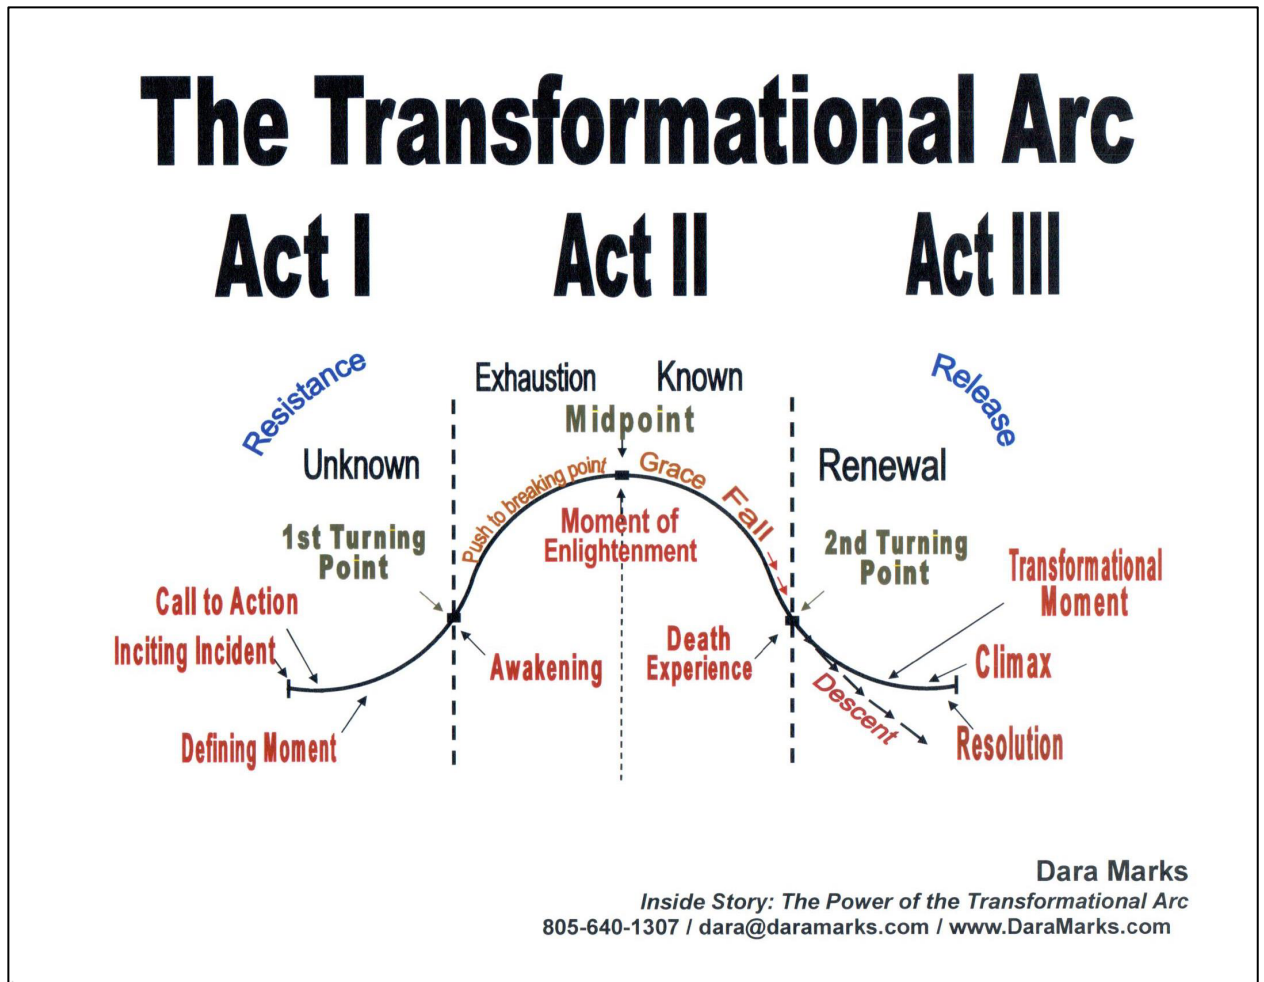 The Transformational Arc
Act I
Act II
Act III
Resistance
Exhaustion
Known
Release
Midpoint
Unknown
Push to breaking point
Grace
Fall
Renewal
1st Turning
Point
Moment of
Enlightenment
2nd Turning
Point
Transformational
Moment
Call to Action
Inciting Incident
Awakening
Death
Experience
Climax
Descent
Defining Moment
Resolution
Dara Marks
Inside Story: The Power of the Transformational Arc
805-640-1307 / dara@daramarks.com / www.DaraMarks.com